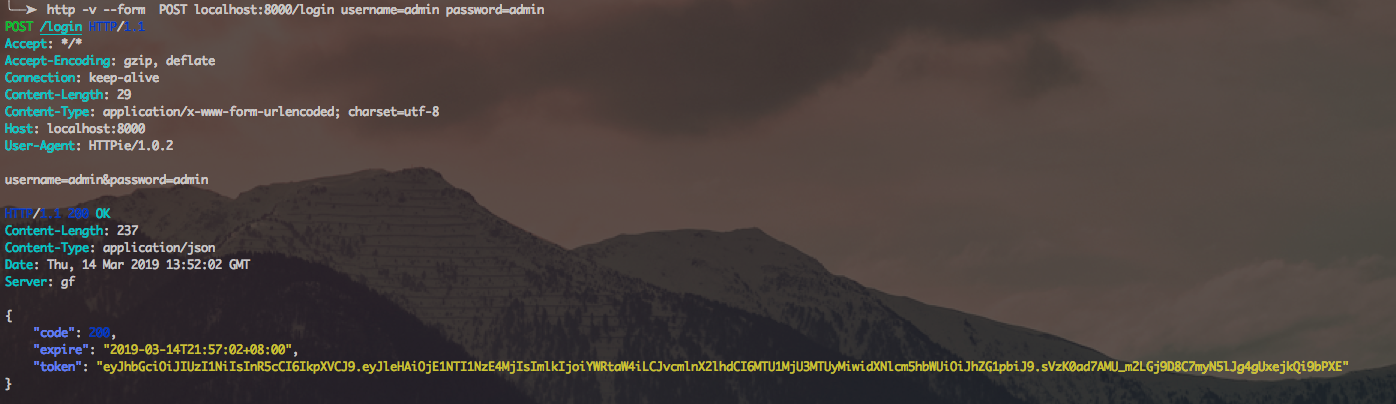 http -v --form  POST localhost:8000/login username=admin password=admin
POST /login HTTP/1.1
Accept: */*
Accept-Encoding: gzip, deflate
Connection: keep-alive
Content-Length: 29
Content-Type: application/x-www-form-urlencoded; charset=utf-8
Host: localhost:8000
User-Agent: HTTPie/1.0.2
username=admin&password=admin
HTTP/1.1 200 OK
Content-Length: 237
Content-Type: application/json
Date: Thu, 14 Mar 2019 13:52:02 GMT
Server: gf
{
    "code": 200,
    "expire": "2019-03-14T21:57:02+08:00",
    "token": "eyJhbGciOiJIUzI1NiIsInR5cCI6IkpXVCJ9.eyJleHAiOjE1NTI1NzE4MjIsImlkIjoiYWRtaW4iLCJvcmlnX2lhdCI6MTU1MjU3MTUyMiwidXNlcm5hbWUiOiJhZG1pbiJ9.sVzK0ad7AMU_m2LGj9D8C7myN5lJg4gUxejkQi9bPXE"
}